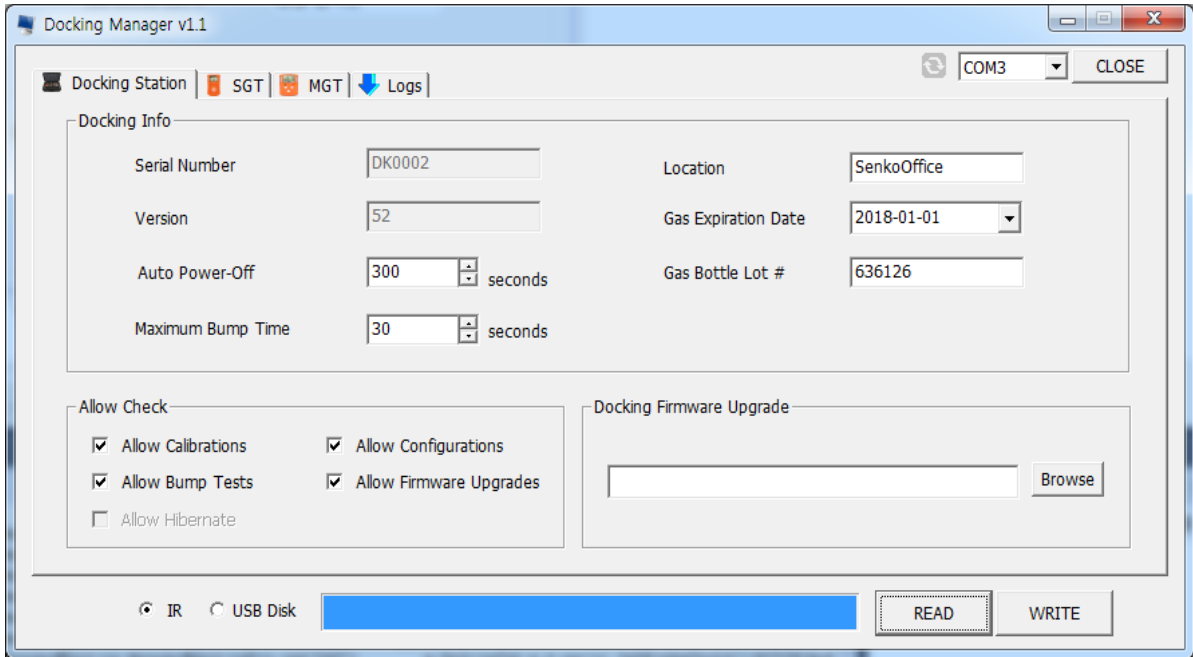 Docking Manager v1.1
COM3 CLOSE
Docking Station SGT MGT Logs
Docking Info
Serial Number DK0002 Location SenkoOffice
Version 52 Gas Expiration Date 2018-01-01
Auto Power-Off 300 seconds Gas Bottle Lot # 636126
Maximum Bump Time 30 seconds
Allow Check Docking Firmware Upgrade
Allow Calibrations Allow Configurations
Allow Bump Tests Allow Firmware Upgrades Browse
Allow Hibernate
IR USB Disk READ WRITE